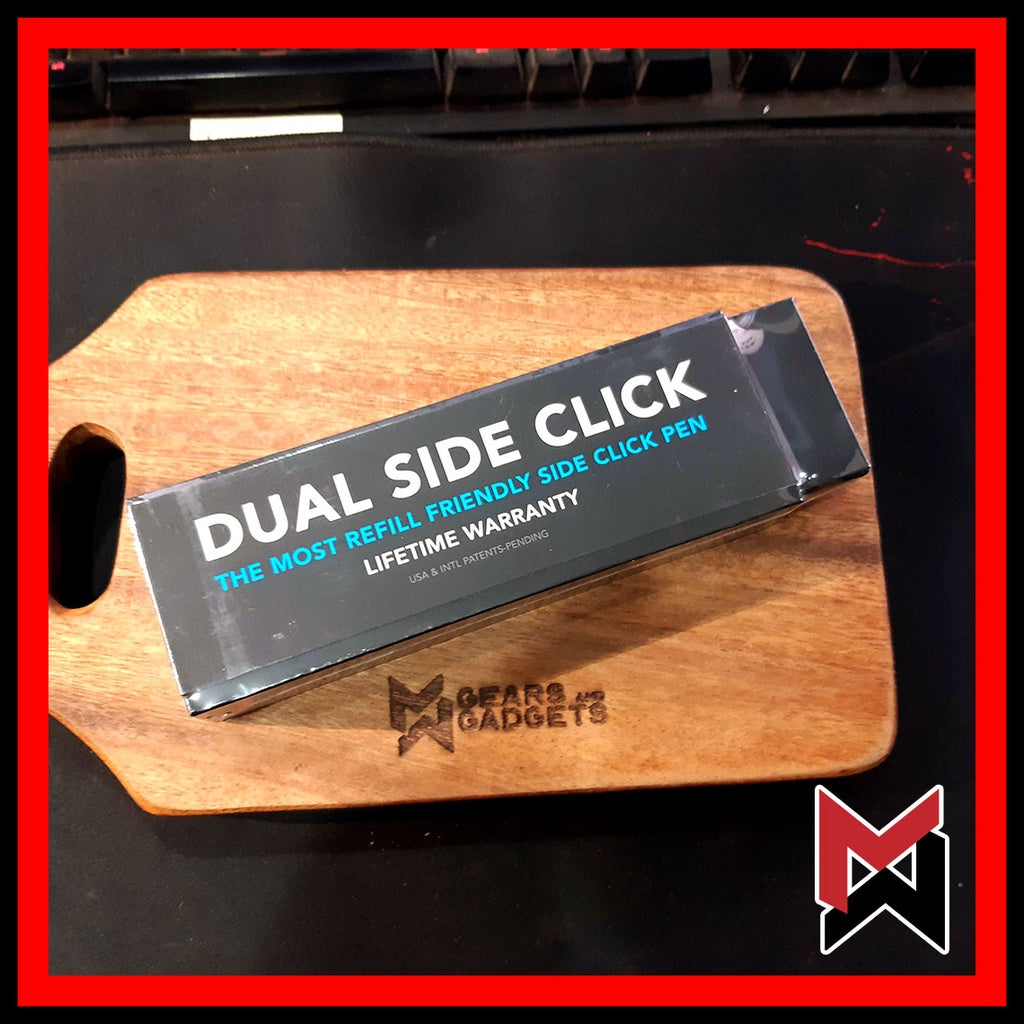 DUAL SIDE CLICK
THE MOST REFILL FRIENDLY SIDE CLICK PEN
LIFETIME WARRANTY
USA & INTL PATENTS-PENDING
GEARS AND
GADGETS